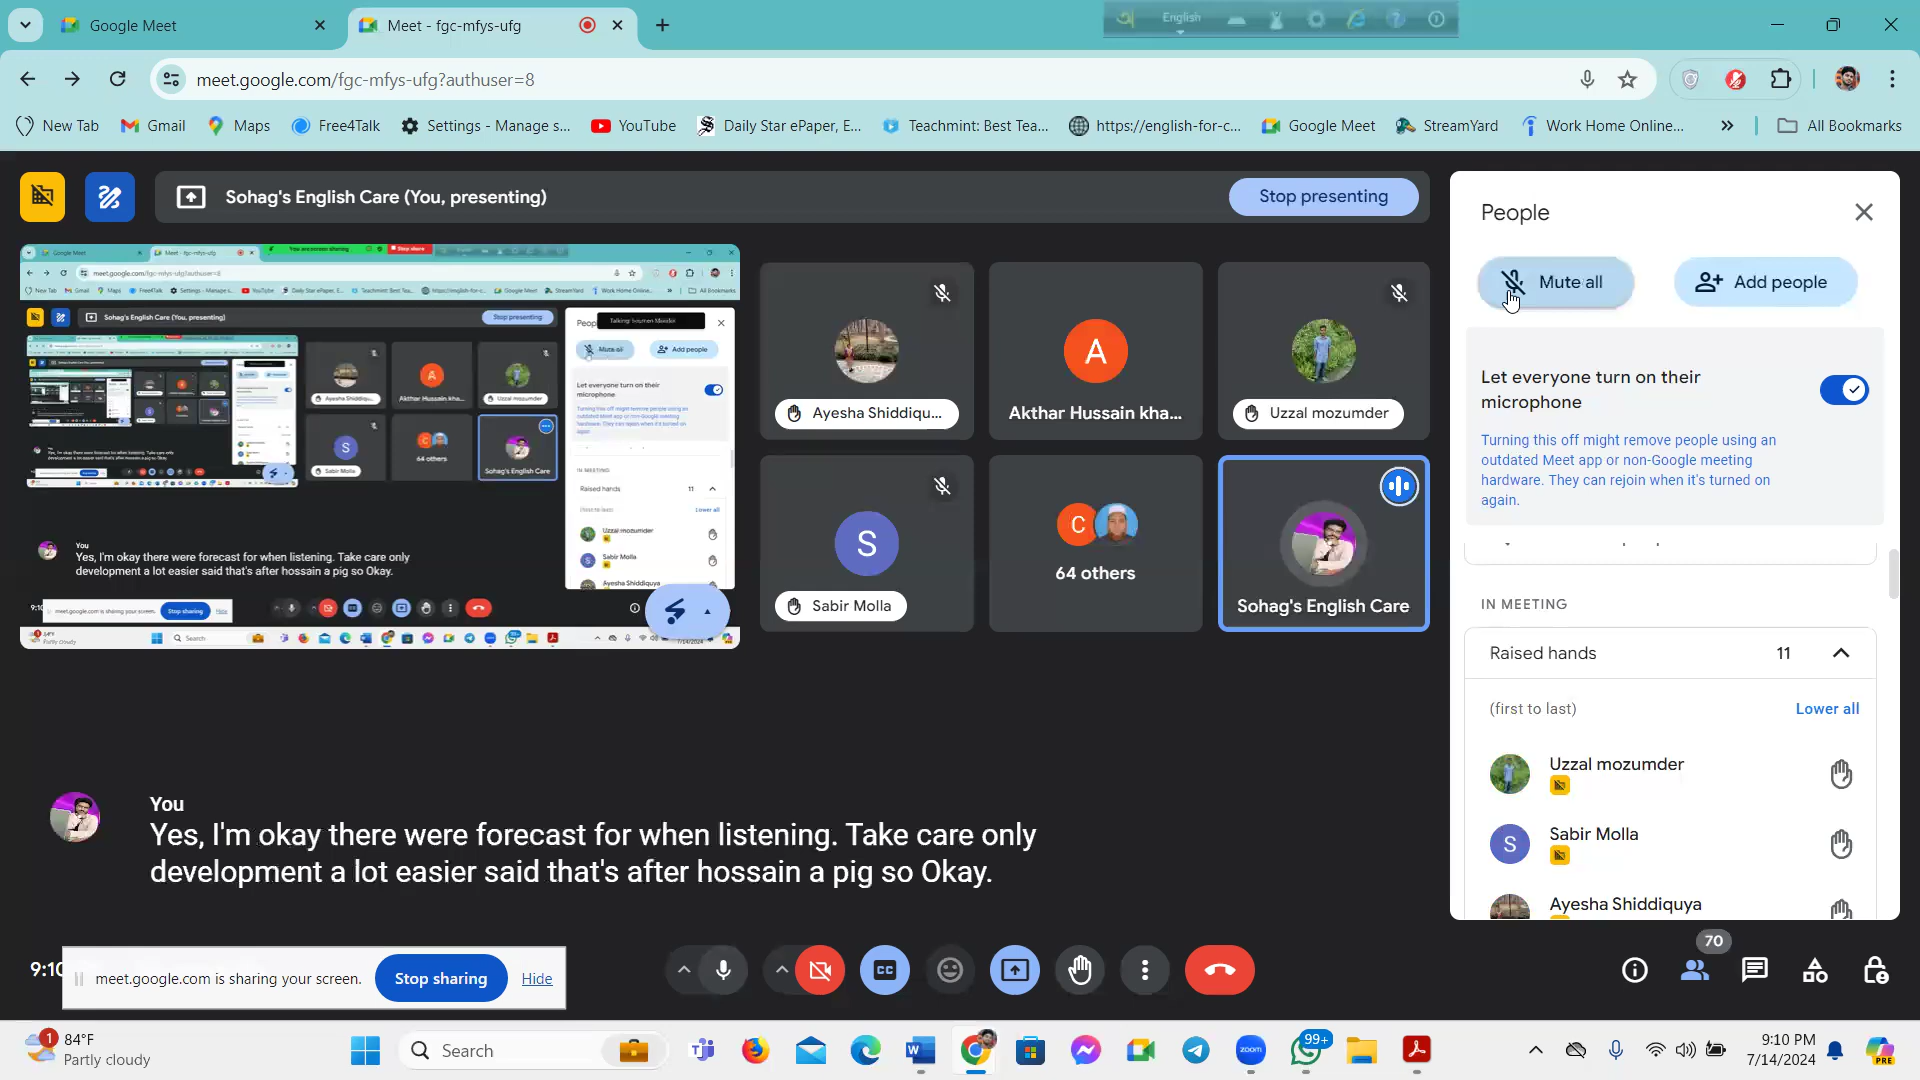 Google Meet
Meet - fgc-mfys-ufg
English
meet.google.com/fgc-mfys-ufg?authuser=8
New Tab
Gmail
Maps
Free4Talk
Settings - Manage s...
YouTube
Daily Star ePaper, E...
Teachmint: Best Tea...
https://english-for-c...
Google Meet
StreamYard
Work Home Online...
All Bookmarks
Sohag's English Care (You, presenting)
Stop presenting
People
Mute all
Add people
Let everyone turn on their
microphone
Turning this off might remove people using an
outdated Meet app or non-Google meeting
hardware. They can rejoin when it's turned on
again.
IN MEETING
Raised hands 11
(first to last) Lower all
Uzzal mozumder
S Sabir Molla
Ayesha Shiddiquya
Ayesha Shiddiqu...
A
Akthar Hussain kha...
Uzzal mozumder
S
Sabir Molla
C
64 others
Sohag's English Care
You
Yes, I'm okay there were forecast for when listening. Take care only
development a lot easier said that's after hossain a pig so Okay.
9:10
meet.google.com is sharing your screen.
Stop sharing
Hide
CC
70
1
84°F
Partly cloudy
Search
zoom
99+
9:10 PM
7/14/2024
PRE